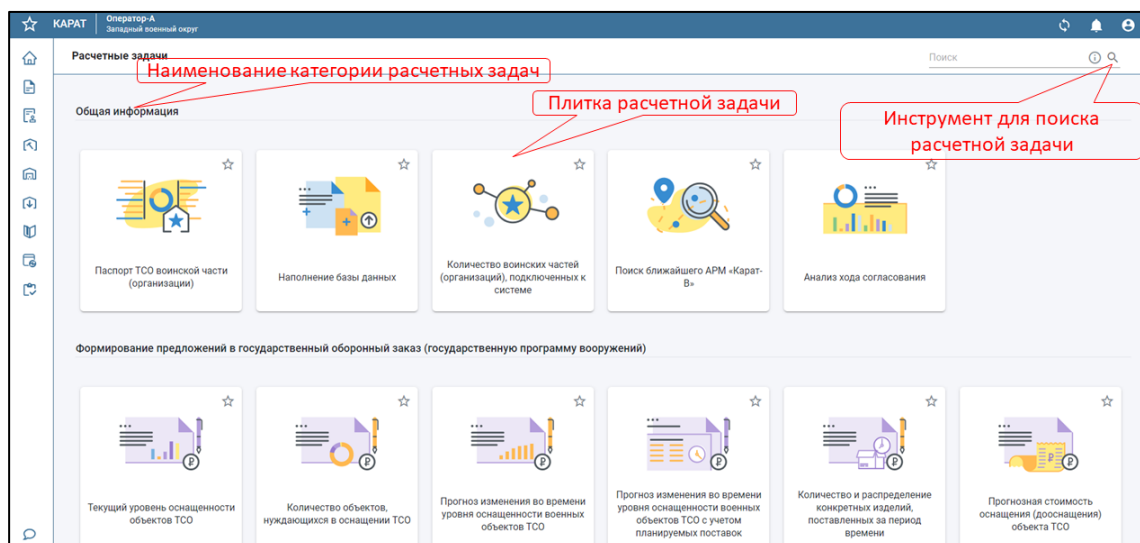 КАРАТ
Оператор-А
Западный военный округ
Расчетные задачи
Поиск
Наименование категории расчетных задач
Плитка расчетной задачи
Инструмент для поиска
расчетной задачи
Общая информация
Паспорт ТСО воинской части
(организации)
Наполнение базы данных
Количество воинских частей
(организаций), подключенных к
системе
Поиск ближайшего АРМ «Карат-
В»
Анализ хода согласования
Формирование предложений в государственный оборонный заказ (государственную программу вооружений)
Текущий уровень оснащенности
объектов ТСО
Количество объектов,
нуждающихся в оснащении ТСО
Прогноз изменения во времени
уровня оснащенности военных
объектов ТСО
Прогноз изменения во времени
уровня оснащенности военных
объектов ТСО с учетом
планируемых поставок
Количество и распределение
конкретных изделий,
поставленных за период
времени
Прогнозная стоимость
оснащения (дооснащения)
объекта ТСО